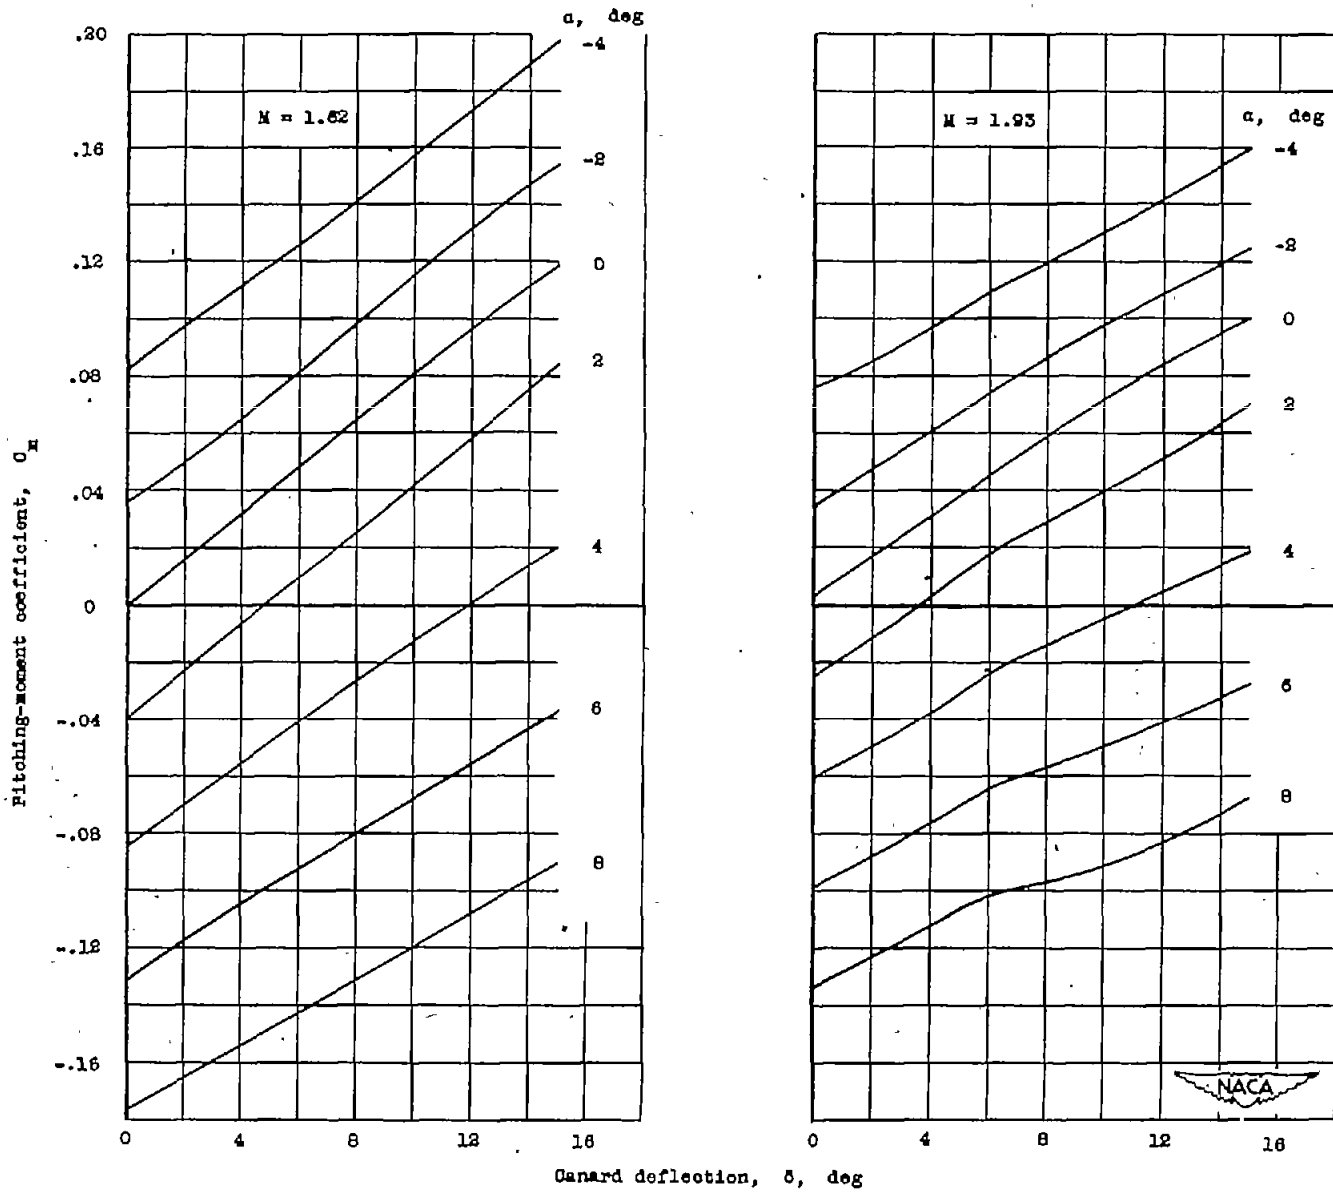 α, deg
.20
-4
M = 1.62
.16
-2
.12
0
.08
2
.04
4
0
-.04
6
-.08
8
-.12
-.16
0 4 8 12 16
Pitching-moment coefficient, Cm
α, deg
M = 1.93
-4
-2
0
2
4
6
8
NACA
0 4 8 12 16
Canard deflection, δ, deg